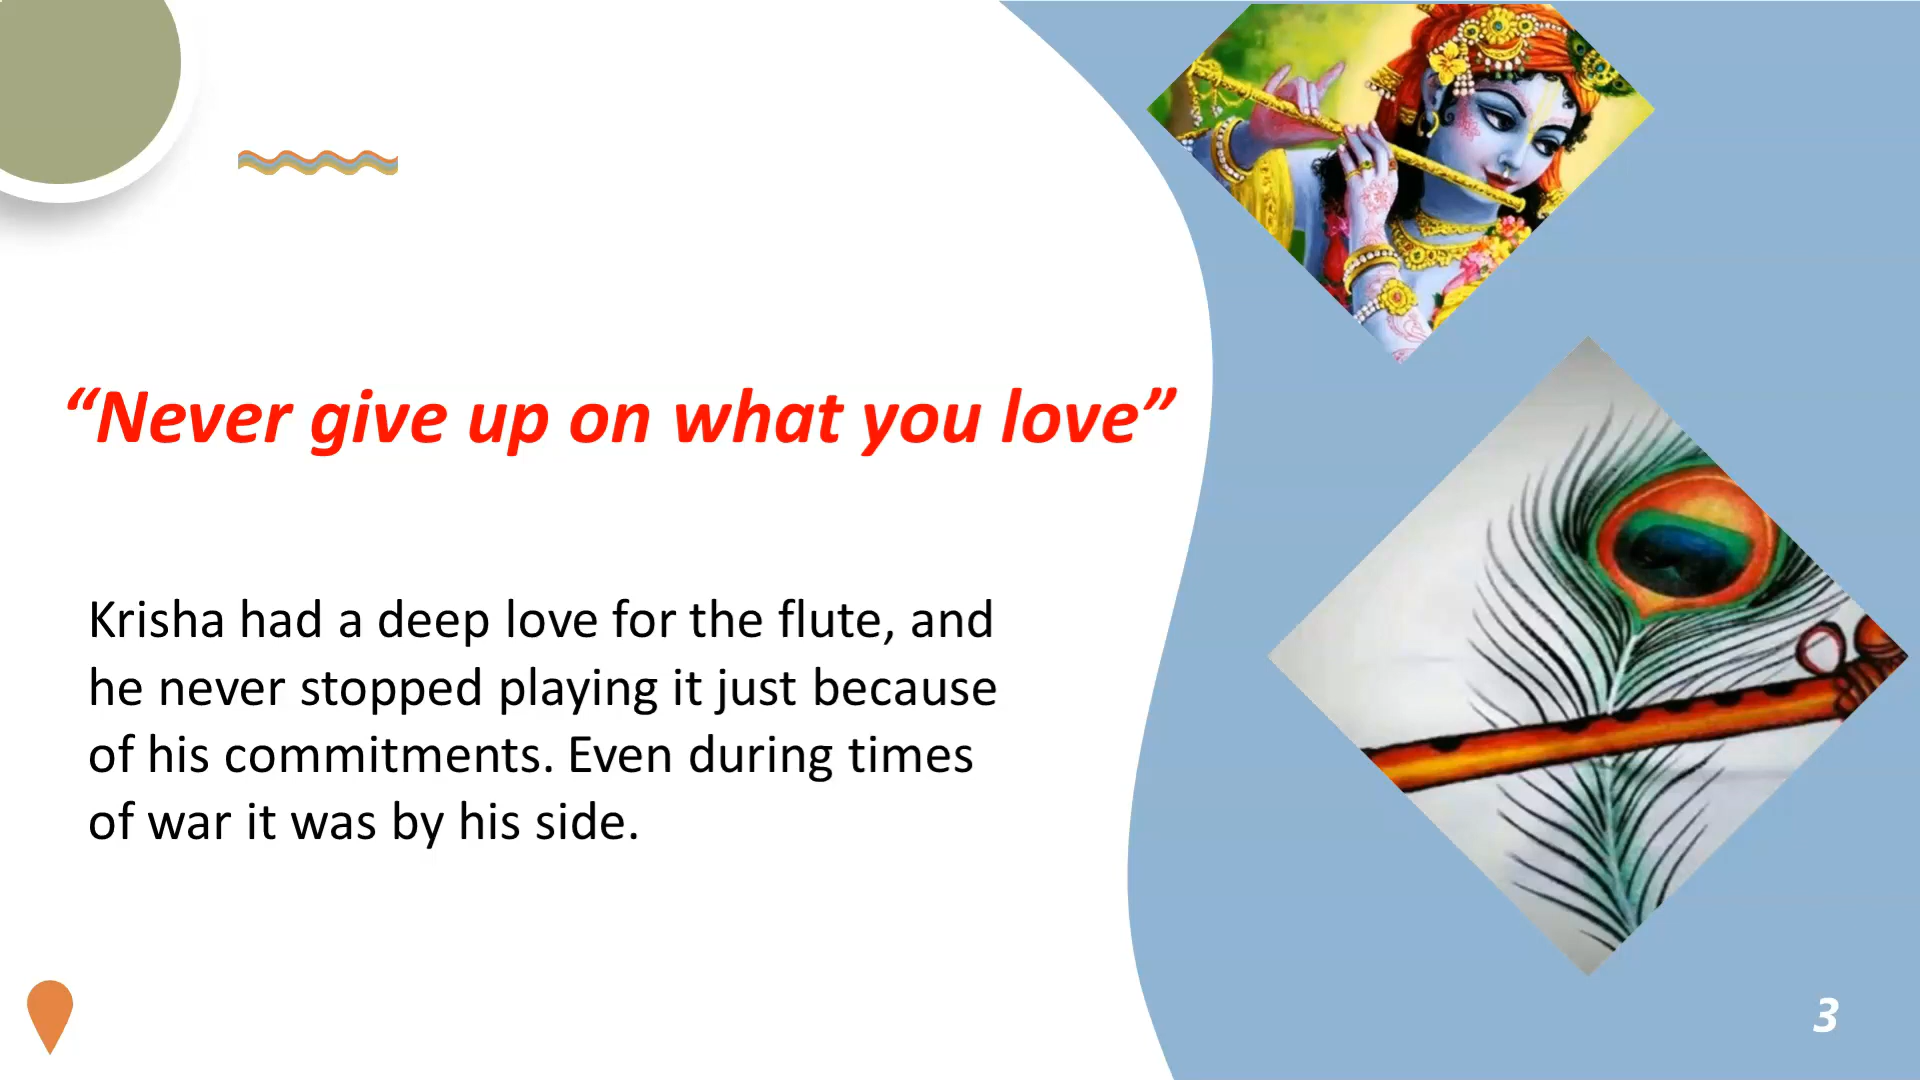 “Never give up on what you love”
Krisha had a deep love for the flute, and
he never stopped playing it just because
of his commitments. Even during times
of war it was by his side.
3